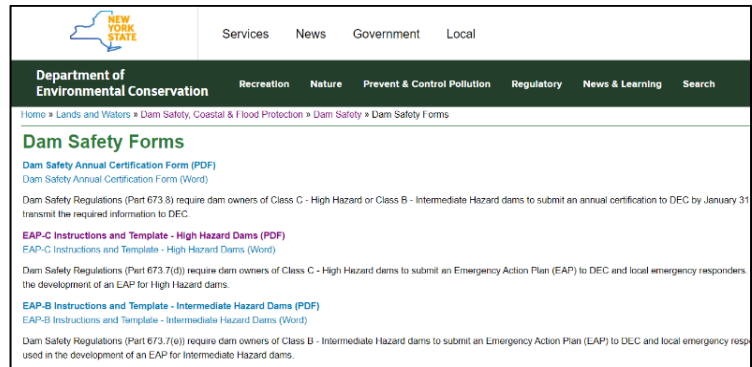 NEW
YORK
STATE
Services News Government Local
Department of
Environmental Conservation
Recreation Nature Prevent & Control Pollution Regulatory News & Learning Search
Home » Lands and Waters » Dam Safety, Coastal & Flood Protection » Dam Safety » Dam Safety Forms
Dam Safety Forms
Dam Safety Annual Certification Form (PDF)
Dam Safety Annual Certification Form (Word)
Dam Safety Regulations (Part 673.8) require dam owners of Class C - High Hazard or Class B - Intermediate Hazard dams to submit an annual certification to DEC by January 31
transmit the required information to DEC.
EAP-C Instructions and Template - High Hazard Dams (PDF)
EAP-C Instructions and Template - High Hazard Dams (Word)
Dam Safety Regulations (Part 673.7(d)) require dam owners of Class C - High Hazard dams to submit an Emergency Action Plan (EAP) to DEC and local emergency responders.
the development of an EAP for High Hazard dams.
EAP-B Instructions and Template - Intermediate Hazard Dams (PDF)
EAP-B Instructions and Template - Intermediate Hazard Dams (Word)
Dam Safety Regulations (Part 673.7(e)) require dam owners of Class B - Intermediate Hazard dams to submit an Emergency Action Plan (EAP) to DEC and local emergency resp
used in the development of an EAP for Intermediate Hazard dams.